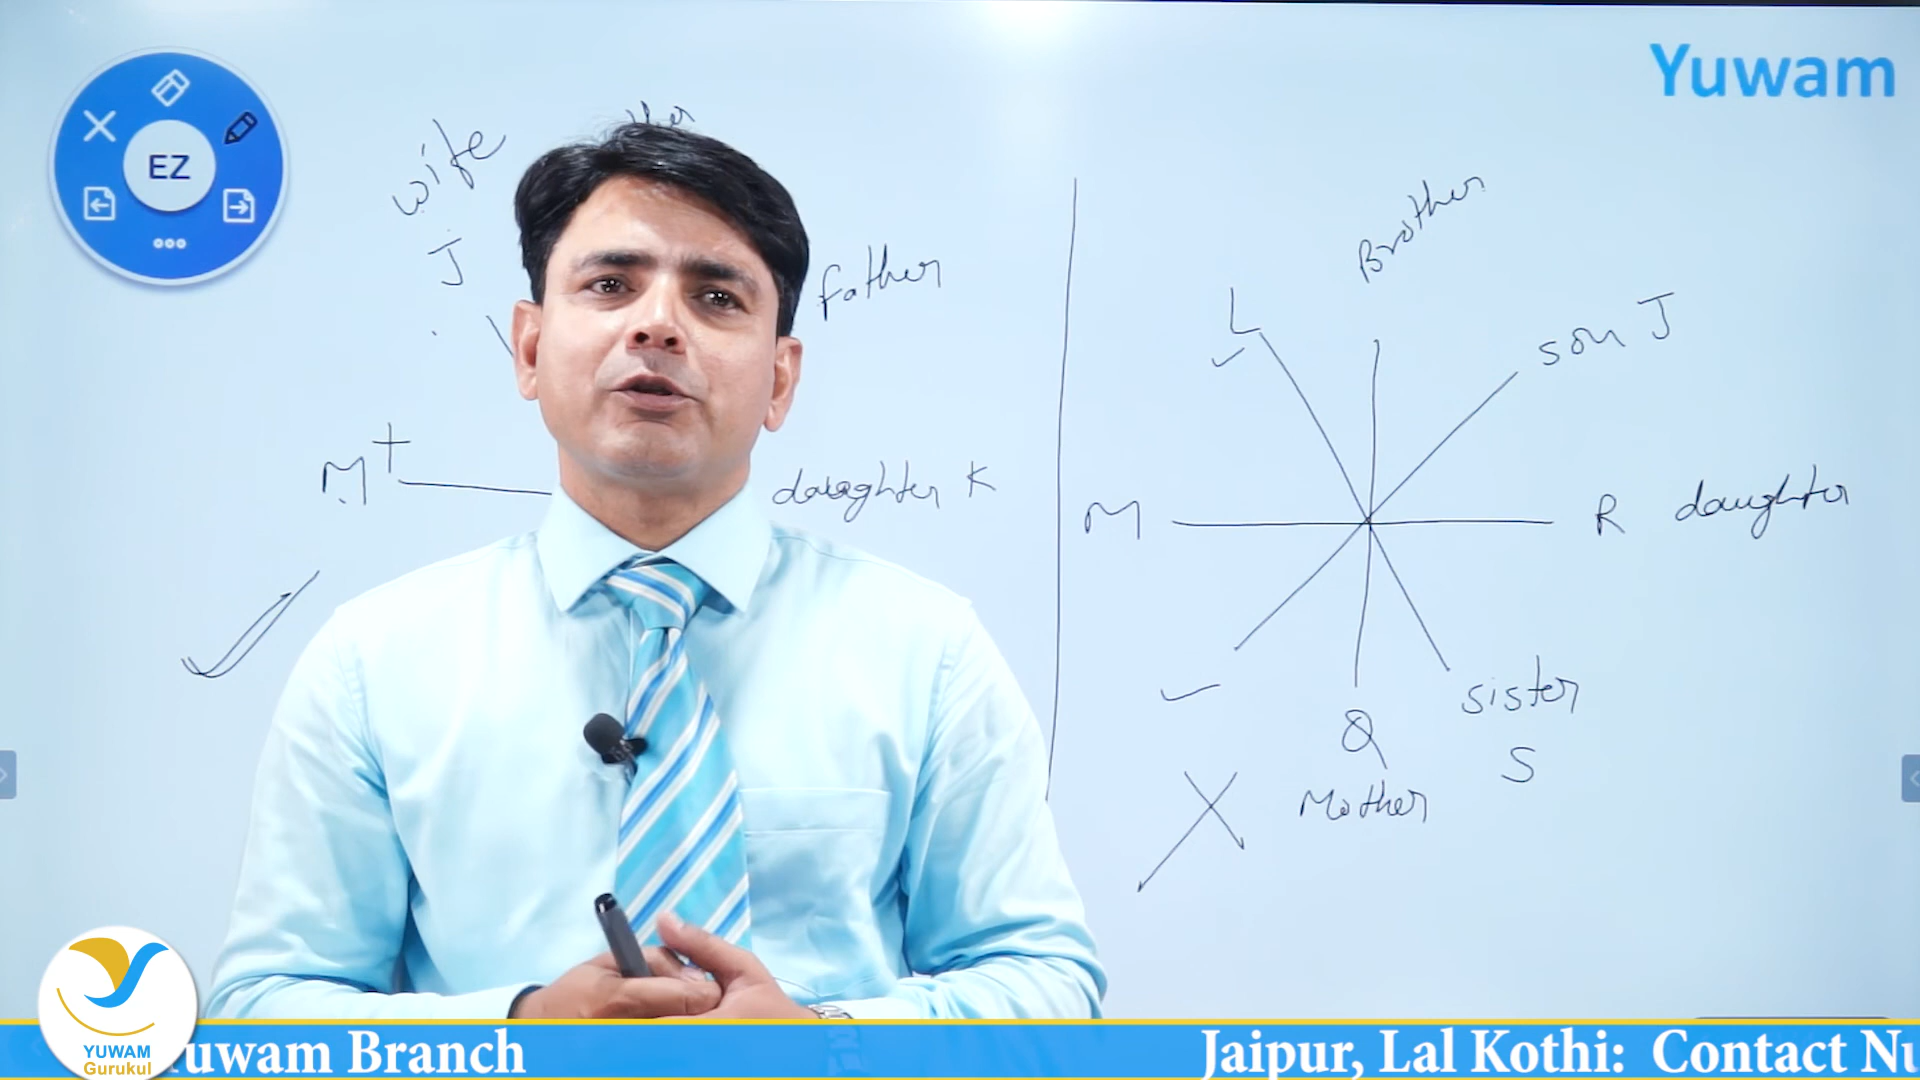 Yuwam
EZ
wife
J
father
M+
daughter K
Brother
L
son J
M
R daughter
sister
S
Q
Mother
YUWAM
Gurukul
uwam Branch
Jaipur, Lal Kothi: Contact Nu